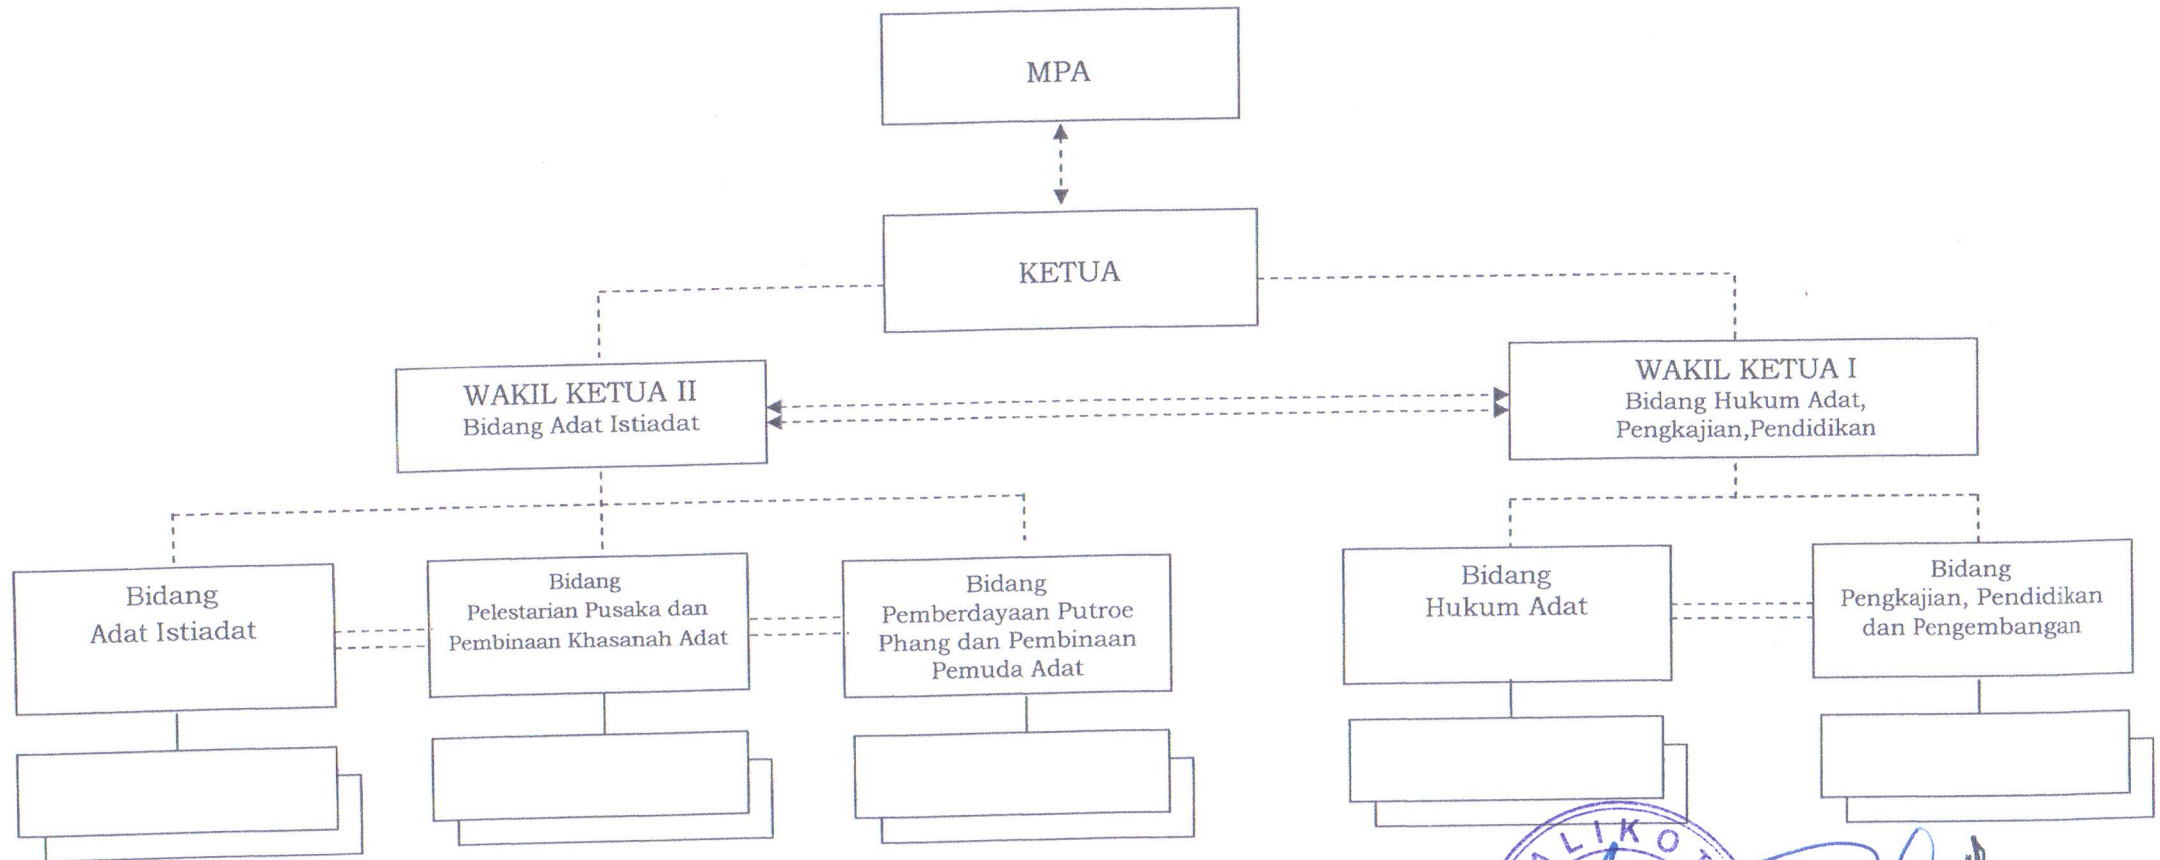 MPA
KETUA
WAKIL KETUA II
Bidang Adat Istiadat
WAKIL KETUA I
Bidang Hukum Adat,
Pengkajian,Pendidikan
Bidang
Adat Istiadat
Bidang
Pelestarian Pusaka dan
Pembinaan Khasanah Adat
Bidang
Pemberdayaan Putroe
Phang dan Pembinaan
Pemuda Adat
Bidang
Hukum Adat
Bidang
Pengkajian, Pendidikan
dan Pengembangan
ALIKOT